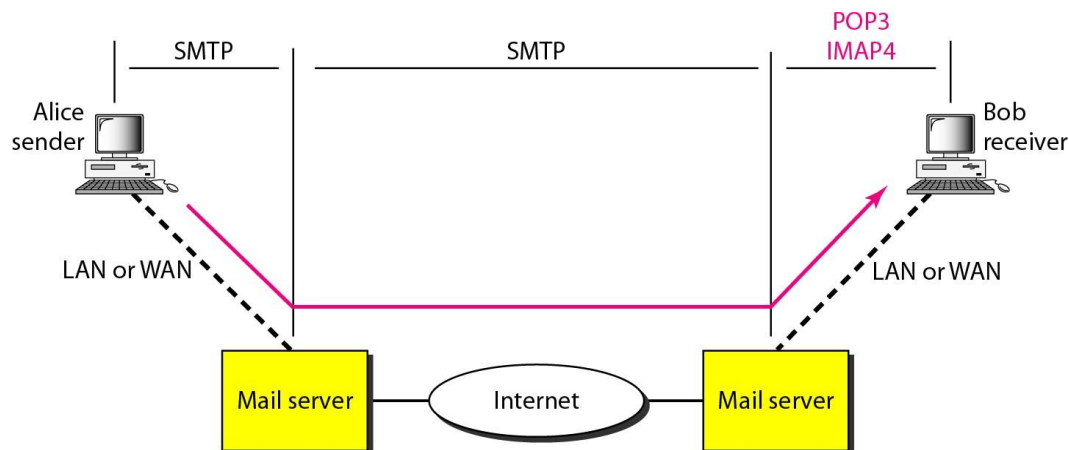 POP3
SMTP
SMTP
IMAP4
Alice
sender
Bob
receiver
LAN or WAN
LAN or WAN
Mail server
Internet
Mail server